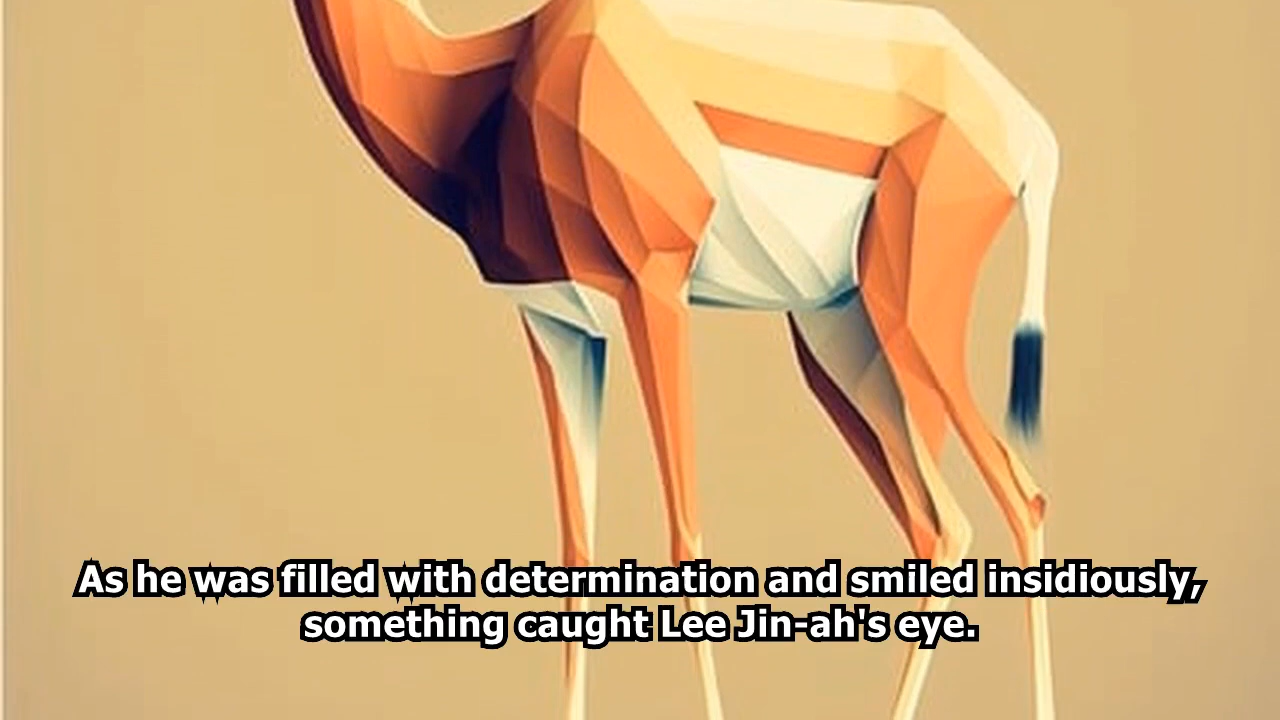 As he was filled with determination and smiled insidiously,
something caught Lee Jin-ah's eye.